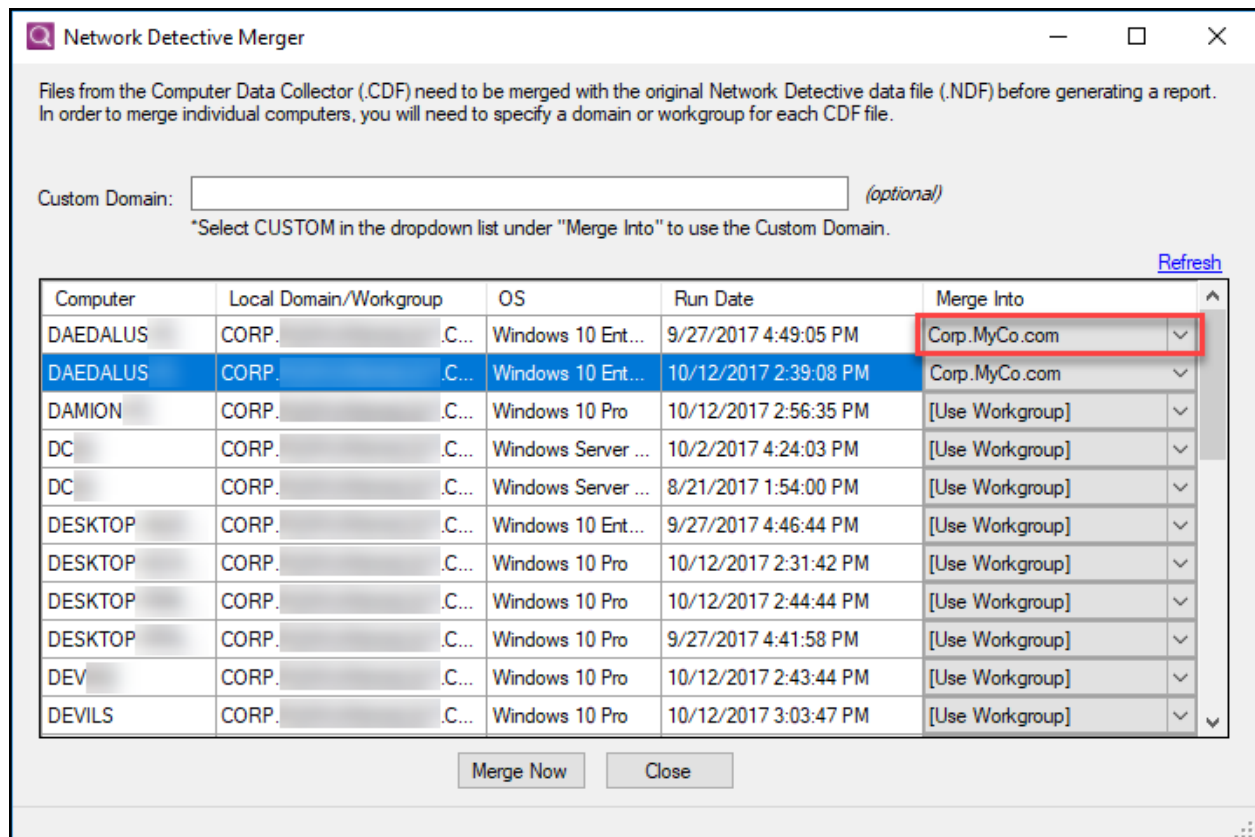 Network Detective Merger
Files from the Computer Data Collector (.CDF) need to be merged with the original Network Detective data file (.NDF) before generating a report.
In order to merge individual computers, you will need to specify a domain or workgroup for each CDF file.
Custom Domain: (optional)
*Select CUSTOM in the dropdown list under "Merge Into" to use the Custom Domain.
Refresh
Computer Local Domain/Workgroup OS Run Date Merge Into
DAEDALUS CORP. .C... Windows 10 Ent... 9/27/2017 4:49:05 PM Corp.MyCo.com
DAEDALUS CORP. .C... Windows 10 Ent... 10/12/2017 2:39:08 PM Corp.MyCo.com
DAMION CORP. .C... Windows 10 Pro 10/12/2017 2:56:35 PM [Use Workgroup]
DC CORP. .C... Windows Server ... 10/2/2017 4:24:03 PM [Use Workgroup]
DC CORP. .C... Windows Server ... 8/21/2017 1:54:00 PM [Use Workgroup]
DESKTOP CORP. .C... Windows 10 Ent... 9/27/2017 4:46:44 PM [Use Workgroup]
DESKTOP CORP. .C... Windows 10 Pro 10/12/2017 2:31:42 PM [Use Workgroup]
DESKTOP CORP. .C... Windows 10 Pro 10/12/2017 2:44:44 PM [Use Workgroup]
DESKTOP CORP. .C... Windows 10 Pro 9/27/2017 4:41:58 PM [Use Workgroup]
DEV CORP. .C... Windows 10 Pro 10/12/2017 2:43:44 PM [Use Workgroup]
DEVILS CORP. .C... Windows 10 Pro 10/12/2017 3:03:47 PM [Use Workgroup]
Merge Now Close